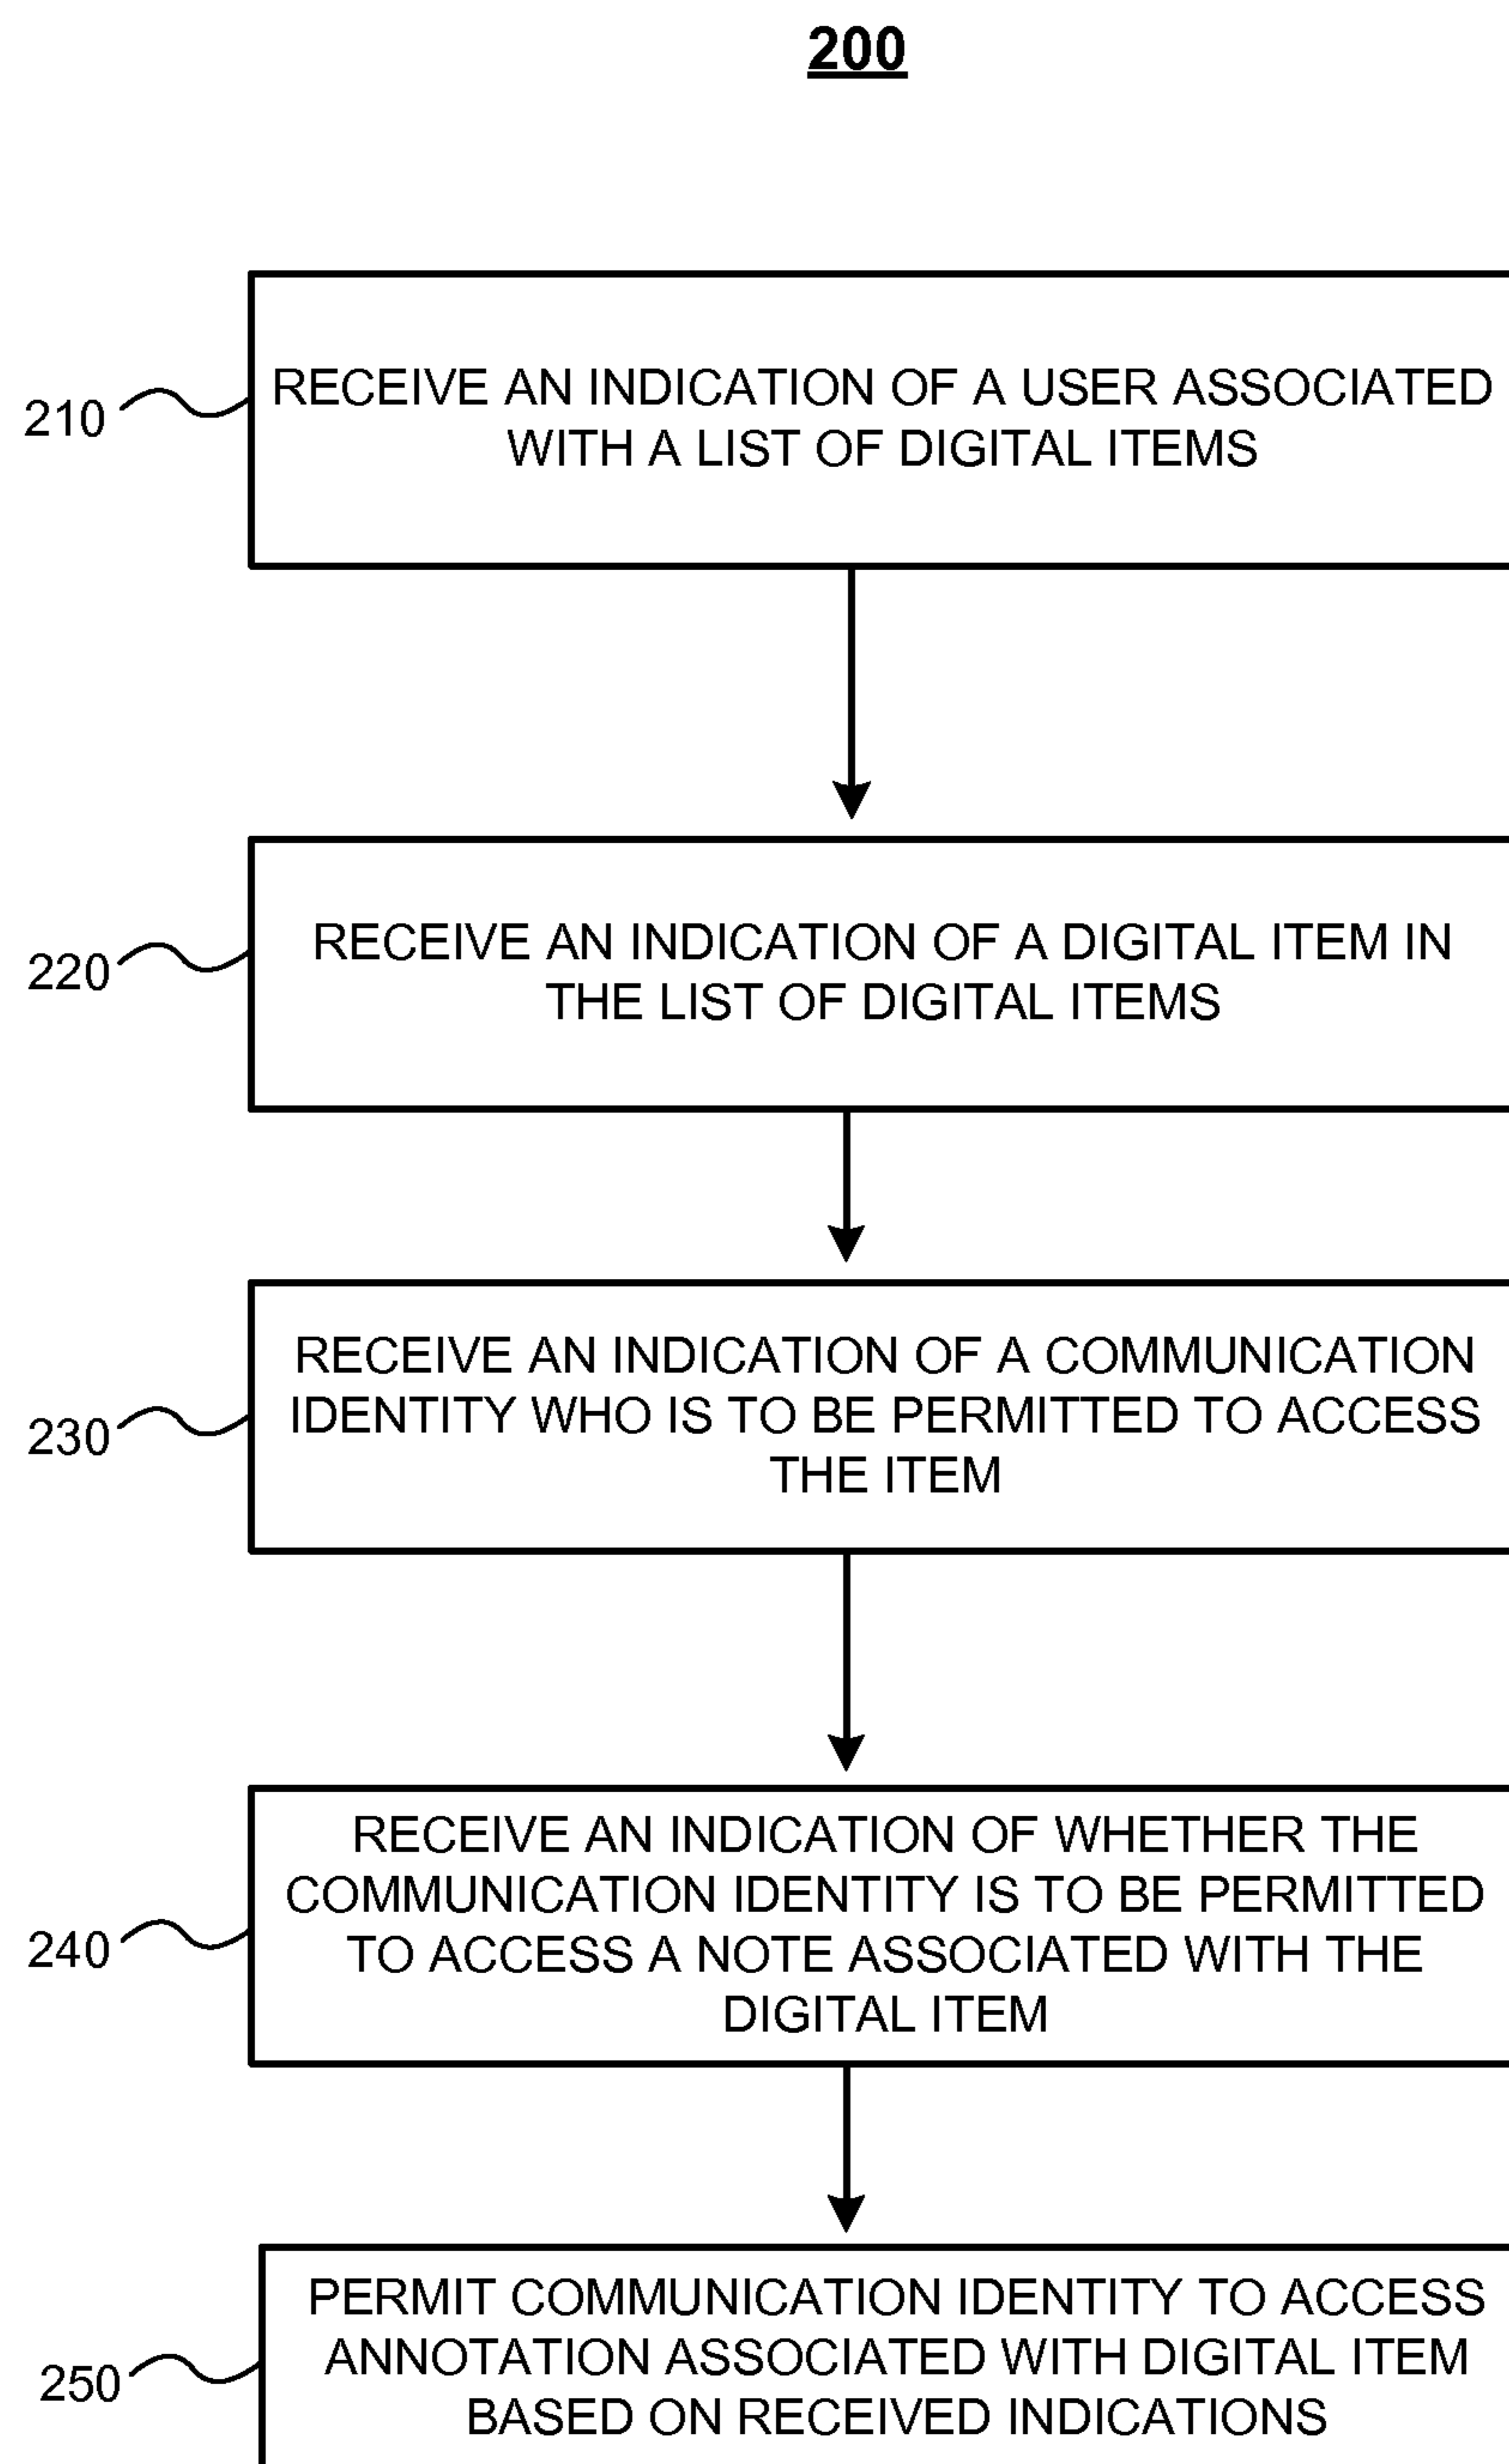 200
210
RECEIVE AN INDICATION OF A USER ASSOCIATED
WITH A LIST OF DIGITAL ITEMS
220
RECEIVE AN INDICATION OF A DIGITAL ITEM IN
THE LIST OF DIGITAL ITEMS
230
RECEIVE AN INDICATION OF A COMMUNICATION
IDENTITY WHO IS TO BE PERMITTED TO ACCESS
THE ITEM
240
RECEIVE AN INDICATION OF WHETHER THE
COMMUNICATION IDENTITY IS TO BE PERMITTED
TO ACCESS A NOTE ASSOCIATED WITH THE
DIGITAL ITEM
250
PERMIT COMMUNICATION IDENTITY TO ACCESS
ANNOTATION ASSOCIATED WITH DIGITAL ITEM
BASED ON RECEIVED INDICATIONS